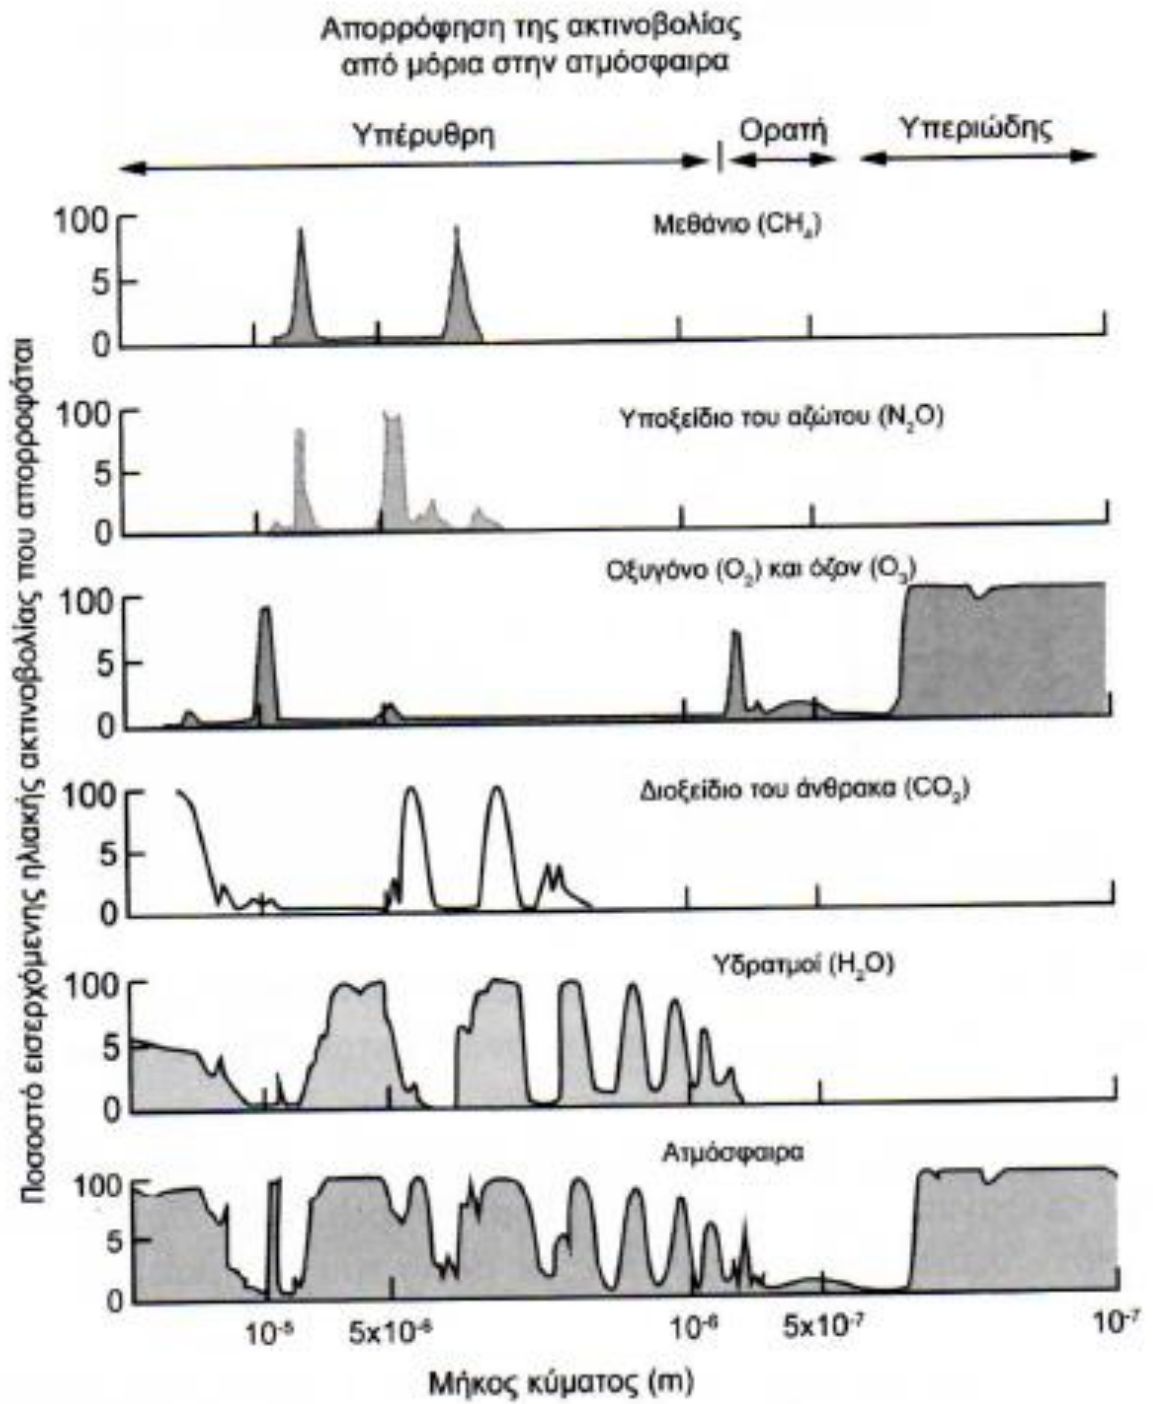 Απορρόφηση της ακτινοβολίας
από μόρια στην ατμόσφαιρα
Υπέρυθρη
Ορατή
Υπεριώδης
Ποσοστό εισερχόμενης ηλιακής ακτινοβολίας που απορροφάται
Μεθάνιο (CH₄)
100
5
0
Υποξείδιο του αζώτου (N₂O)
100
5
0
Οξυγόνο (O₂) και όζον (O₃)
100
5
0
Διοξείδιο του άνθρακα (CO₂)
100
5
0
Υδρατμοί (H₂O)
100
5
0
Ατμόσφαιρα
100
5
0
10⁻⁵ 5x10⁻⁶ 10⁻⁶ 5x10⁻⁷ 10⁻⁷
Μήκος κύματος (m)